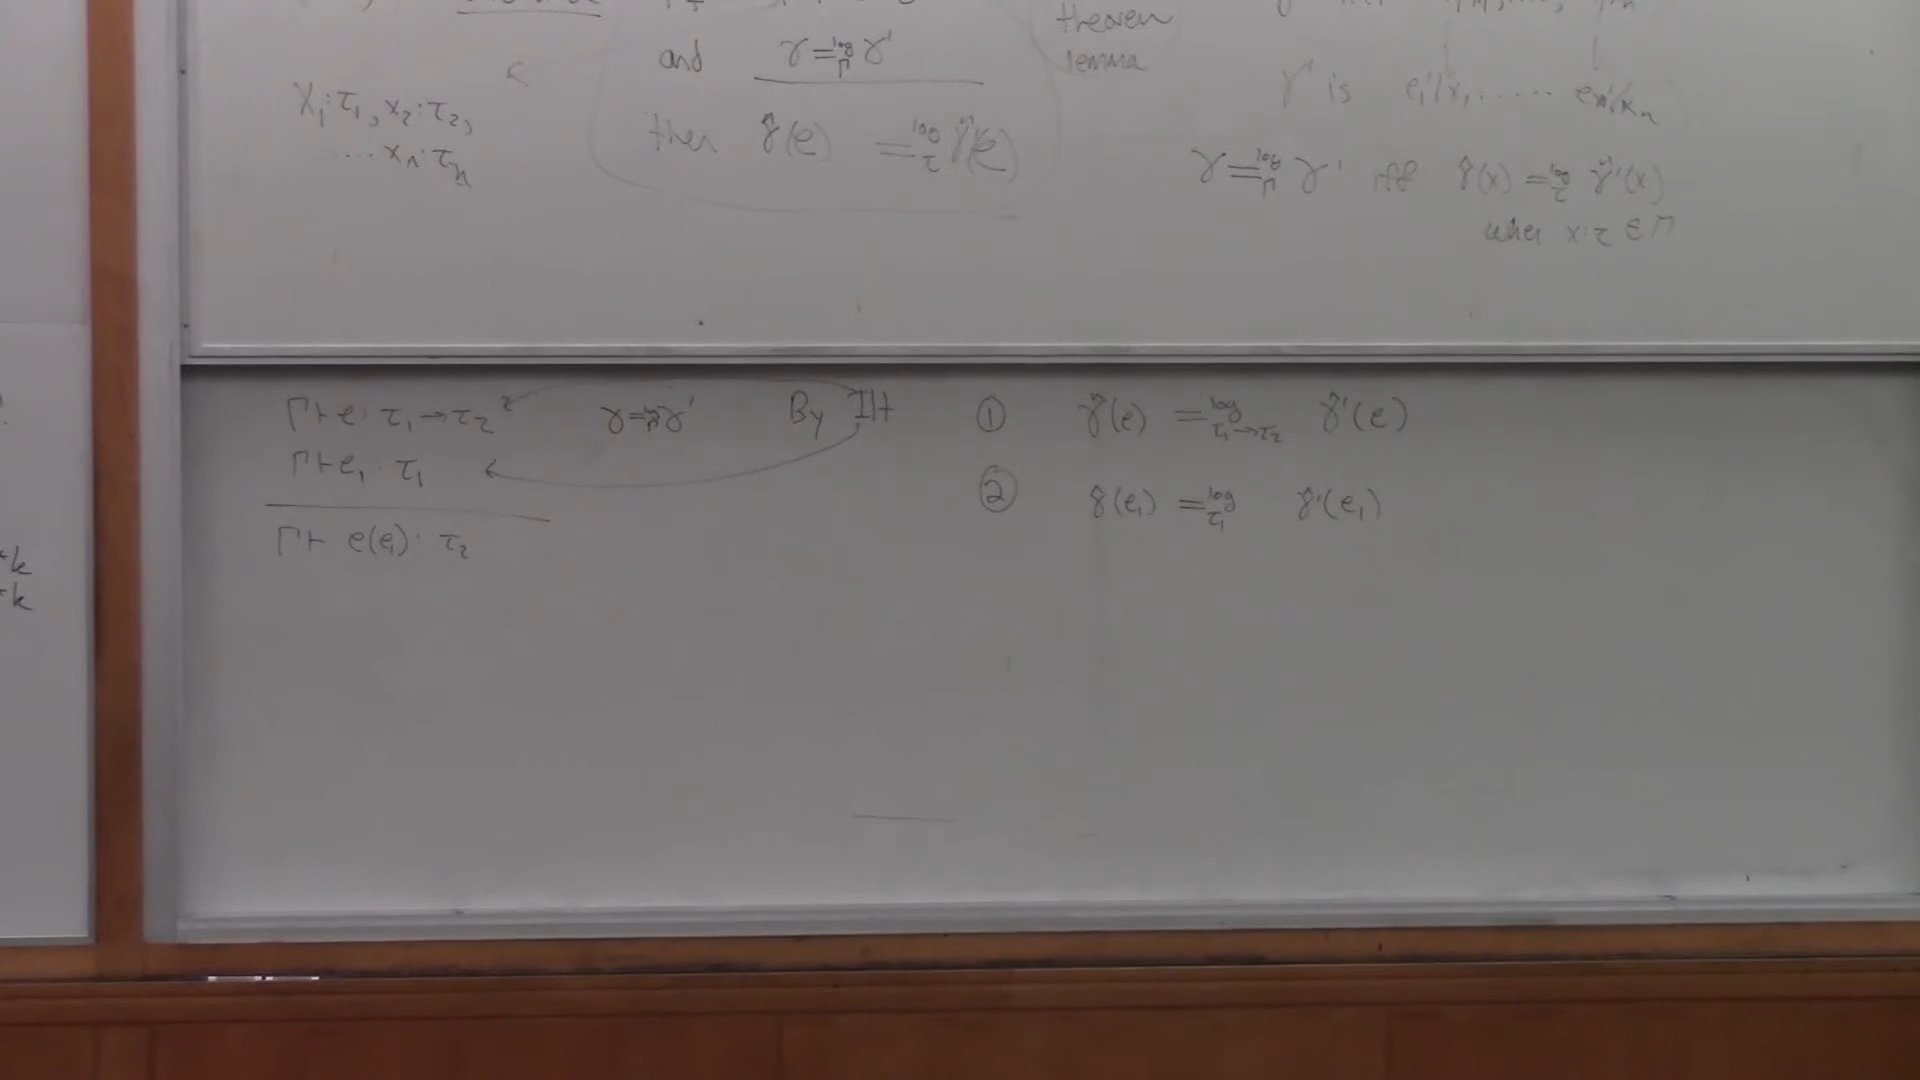 and γ =^log_Γ γ'
then γ̂(e) =^log_τ γ̂'(e)
theorem
lemma
x₁:τ₁, x₂:τ₂,
.... xₙ:τₙ
γ' is e₁'/x₁ ...... eₙ'/xₙ
γ =^log_Γ γ' iff γ̂(x) =^log_τ γ̂'(x)
when x:τ ∈ Γ
Γ ⊢ e : τ₁ → τ₂
Γ ⊢ e₁ : τ₁
Γ ⊢ e(e₁) : τ₂
γ =^log_Γ γ'
By IH
① γ̂(e) =^log_τ₁→τ₂ γ̂'(e)
② γ̂(e₁) =^log_τ₁ γ̂'(e₁)
k
k